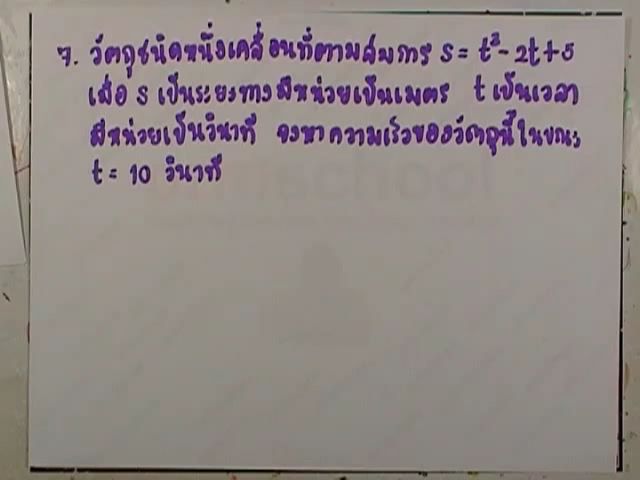 7. วัตถุชนิดหนึ่งเคลื่อนที่ตามสมการ s = t² - 2t + 5
เมื่อ s เป็นระยะทางมีหน่วยเป็นเมตร t เป็นเวลา
มีหน่วยเป็นวินาที จงหาความเร็วของวัตถุนี้ในขณะ
t = 10 วินาที